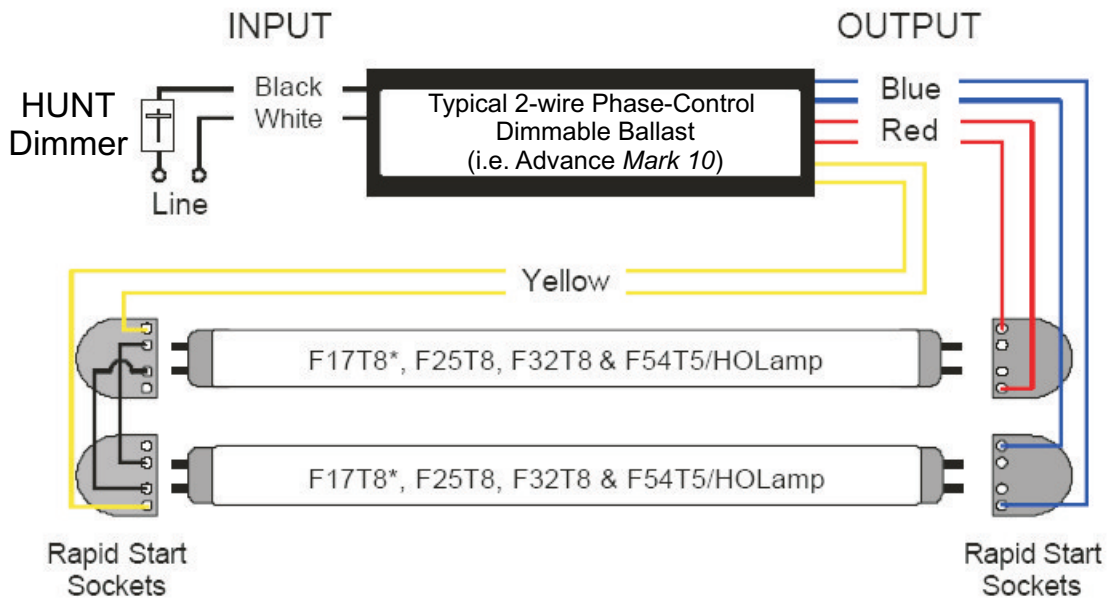 INPUT
OUTPUT
HUNT
Dimmer
Black
White
Line
Typical 2-wire Phase-Control
Dimmable Ballast
(i.e. Advance Mark 10)
Blue
Red
Yellow
F17T8*, F25T8, F32T8 & F54T5/HOLamp
F17T8*, F25T8, F32T8 & F54T5/HOLamp
Rapid Start
Sockets
Rapid Start
Sockets